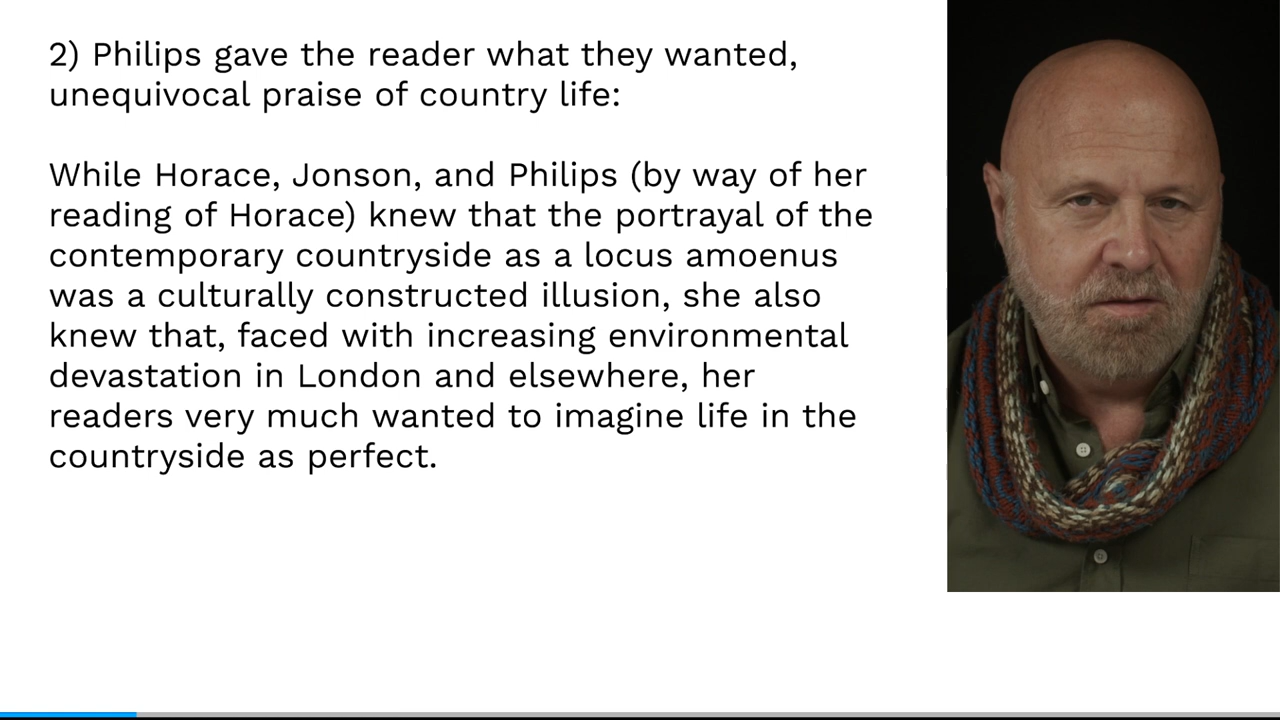 2) Philips gave the reader what they wanted,
unequivocal praise of country life:
While Horace, Jonson, and Philips (by way of her
reading of Horace) knew that the portrayal of the
contemporary countryside as a locus amoenus
was a culturally constructed illusion, she also
knew that, faced with increasing environmental
devastation in London and elsewhere, her
readers very much wanted to imagine life in the
countryside as perfect.